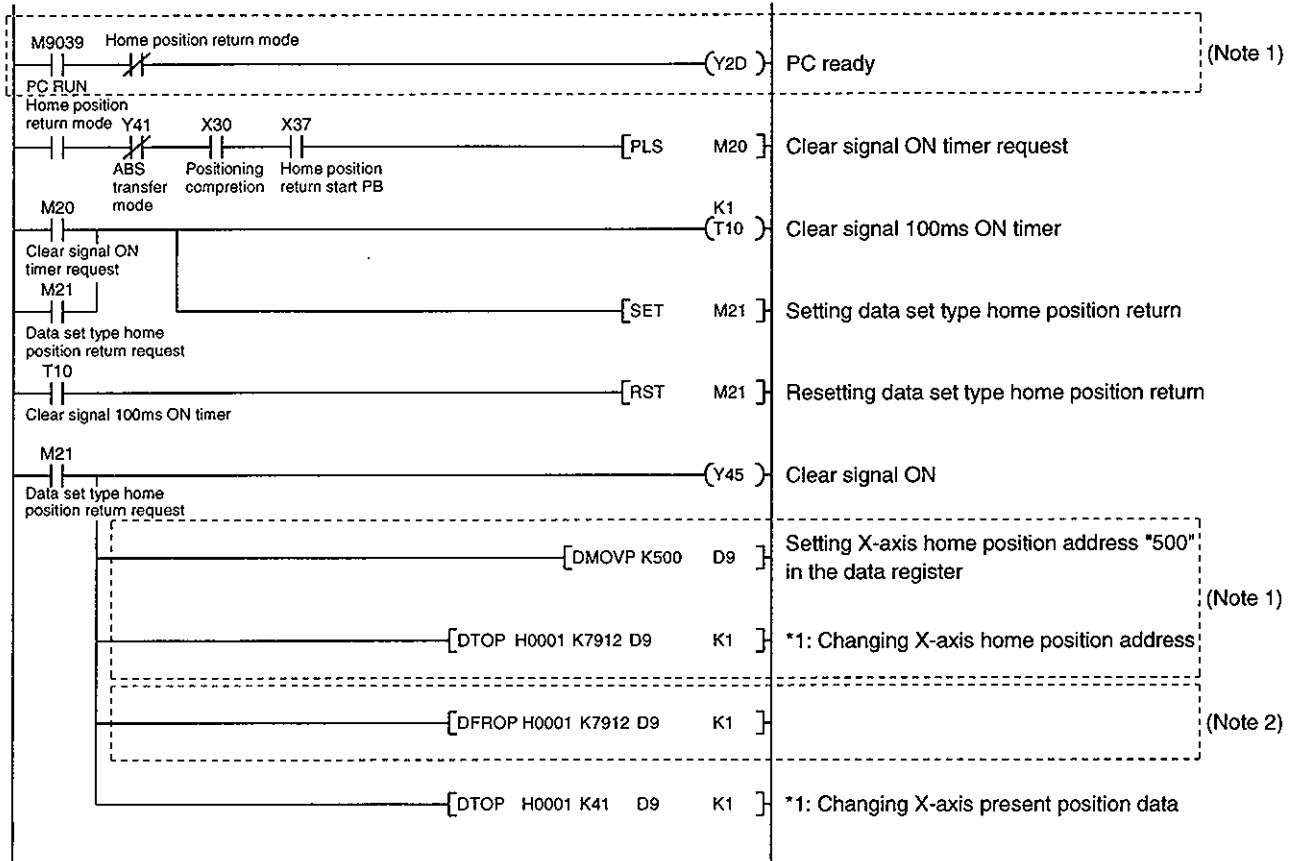 M9039 Home position return mode
(Y2D) PC ready (Note 1)
PC RUN
Home position
return mode Y41 X30 X37
[PLS M20] Clear signal ON timer request
ABS Positioning Home position
transfer compretion return start PB
mode
M20 K1
(T10) Clear signal 100ms ON timer
Clear signal ON
timer request
M21
[SET M21] Setting data set type home position return
Data set type home
position return request
T10
[RST M21] Resetting data set type home position return
Clear signal 100ms ON timer
M21
(Y45) Clear signal ON
Data set type home
position return request
[DMOVP K500 D9] Setting X-axis home position address "500"
in the data register
(Note 1)
[DTOP H0001 K7912 D9 K1] *1: Changing X-axis home position address
[DFROP H0001 K7912 D9 K1] (Note 2)
[DTOP H0001 K41 D9 K1] *1: Changing X-axis present position data